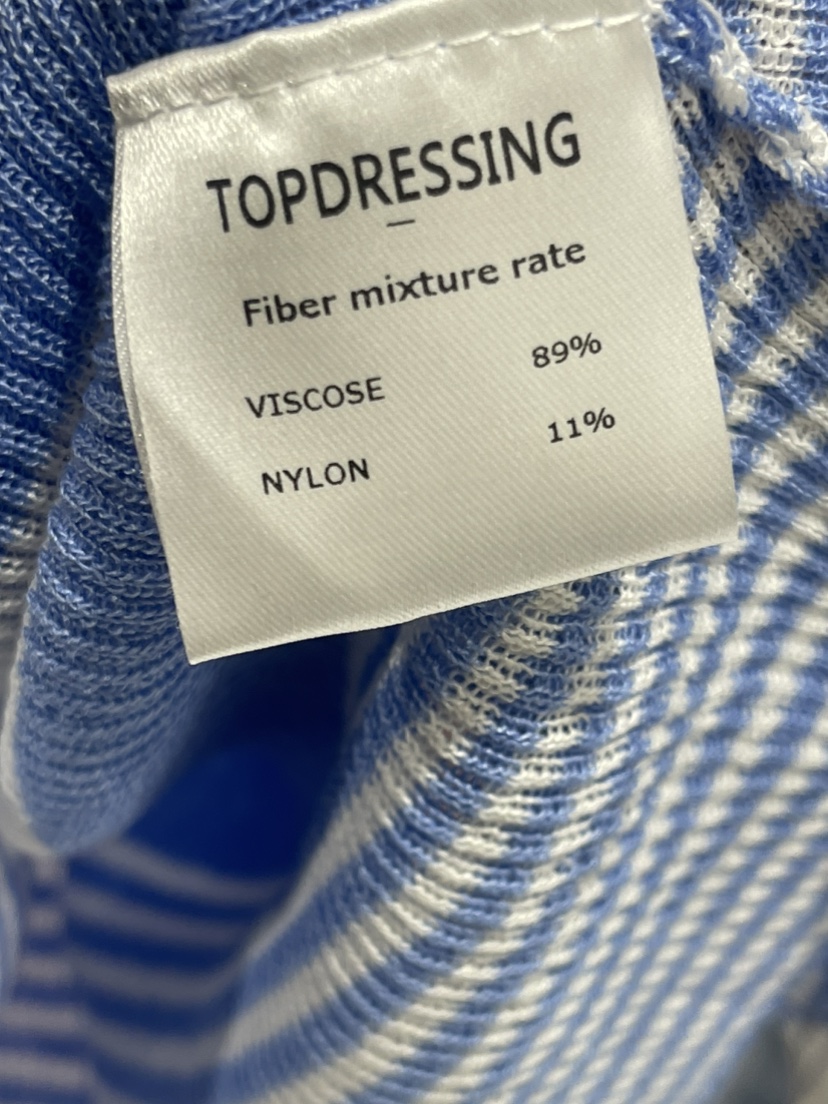 TOPDRESSING
—
Fiber mixture rate
VISCOSE 89%
NYLON 11%